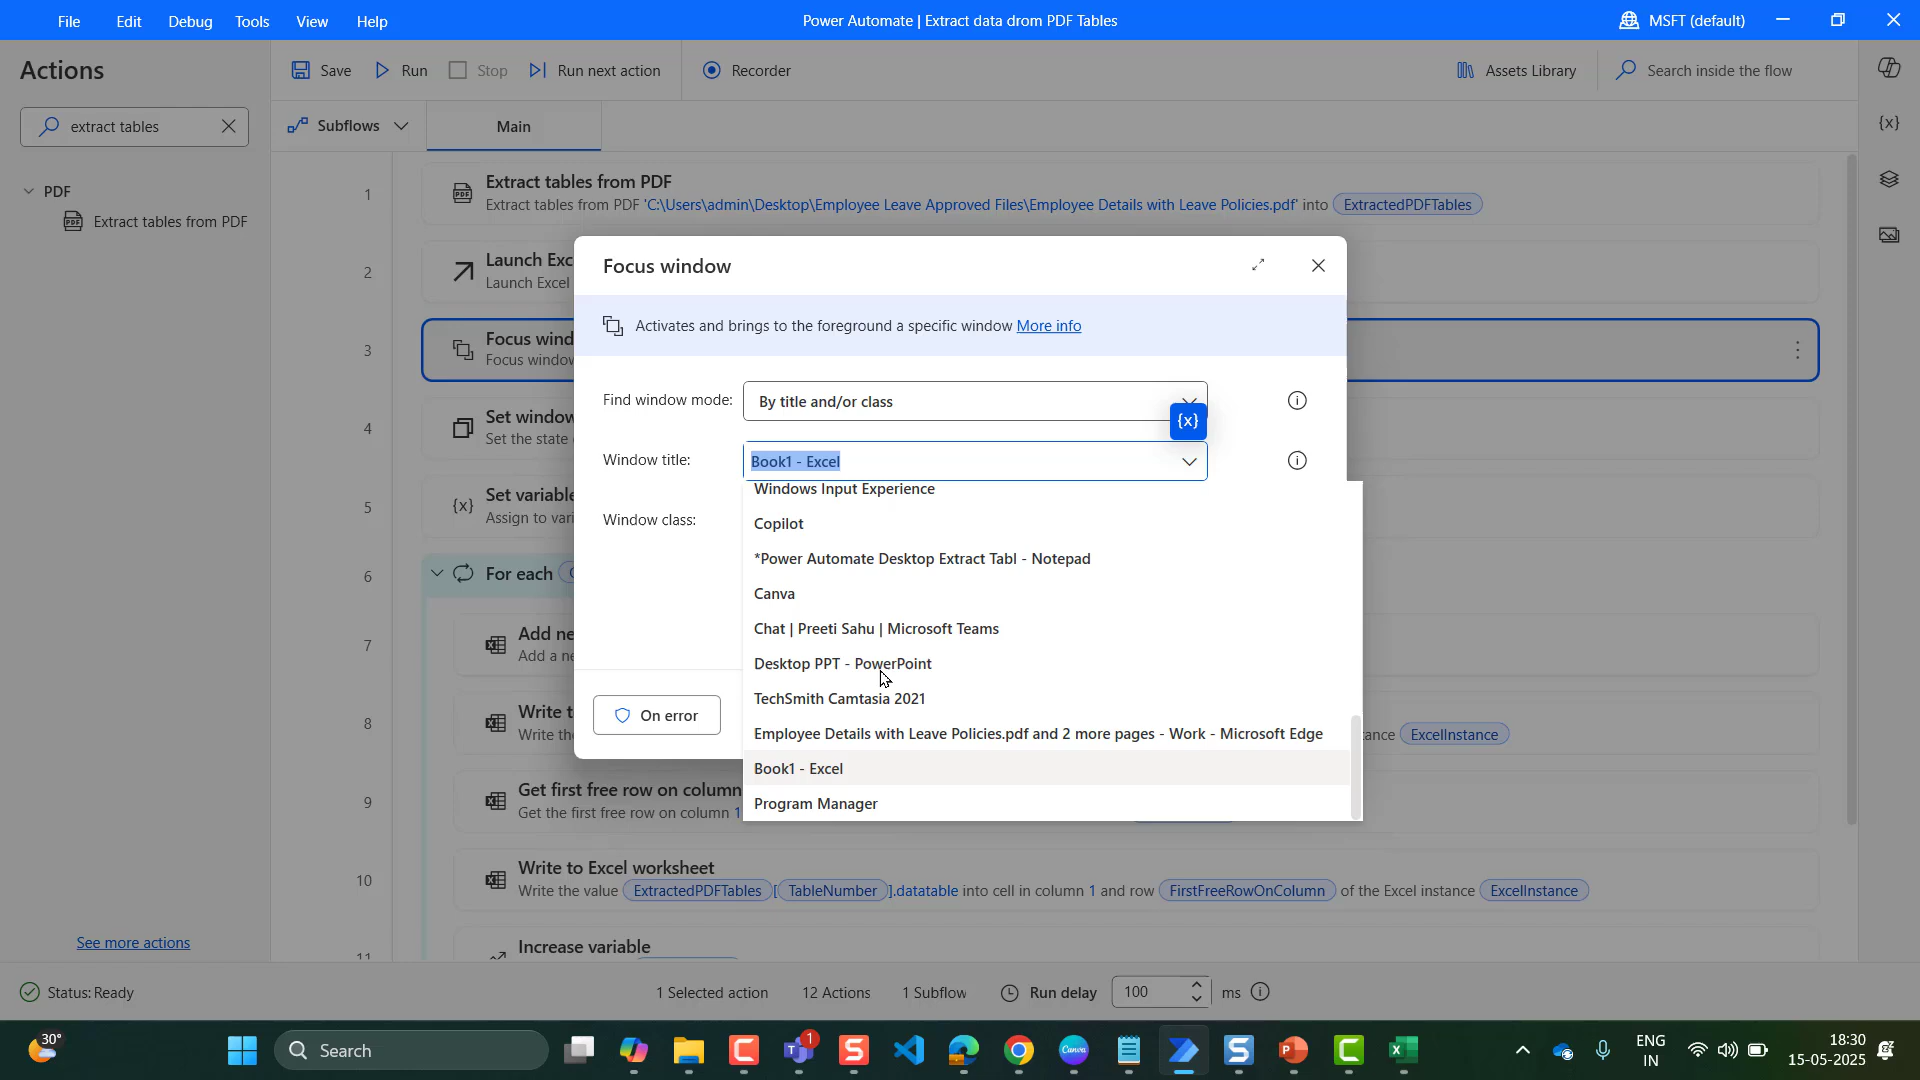 File Edit Debug Tools View Help
Power Automate | Extract data drom PDF Tables
MSFT (default)
Actions
Save Run Stop Run next action Recorder
Assets Library
Search inside the flow
extract tables
Subflows
Main
{x}
PDF
Extract tables from PDF
1
Extract tables from PDF
Extract tables from PDF 'C:\Users\admin\Desktop\Employee Leave Approved Files\Employee Details with Leave Policies.pdf' into ExtractedPDFTables
2
Launch Exc
Launch Excel
3
Focus wind
Focus window
4
Set window
Set the state
5
{x}
Set variable
Assign to vari
6
For each
7
Add ne
Add a ne
8
Write t
Write the
ance ExcelInstance
9
Get first free row on column
Get the first free row on column 1
10
Write to Excel worksheet
Write the value ExtractedPDFTables [ TableNumber ].datatable into cell in column 1 and row FirstFreeRowOnColumn of the Excel instance ExcelInstance
11
Increase variable
Focus window
Activates and brings to the foreground a specific window More info
Find window mode: By title and/or class
{x}
Window title: Book1 - Excel
Window class:
Windows Input Experience
Copilot
*Power Automate Desktop Extract Tabl - Notepad
Canva
Chat | Preeti Sahu | Microsoft Teams
Desktop PPT - PowerPoint
TechSmith Camtasia 2021
Employee Details with Leave Policies.pdf and 2 more pages - Work - Microsoft Edge
Book1 - Excel
Program Manager
On error
See more actions
Status: Ready
1 Selected action 12 Actions 1 Subflow Run delay 100 ms
30°
Search
1
Canva
ENG
IN
18:30
15-05-2025